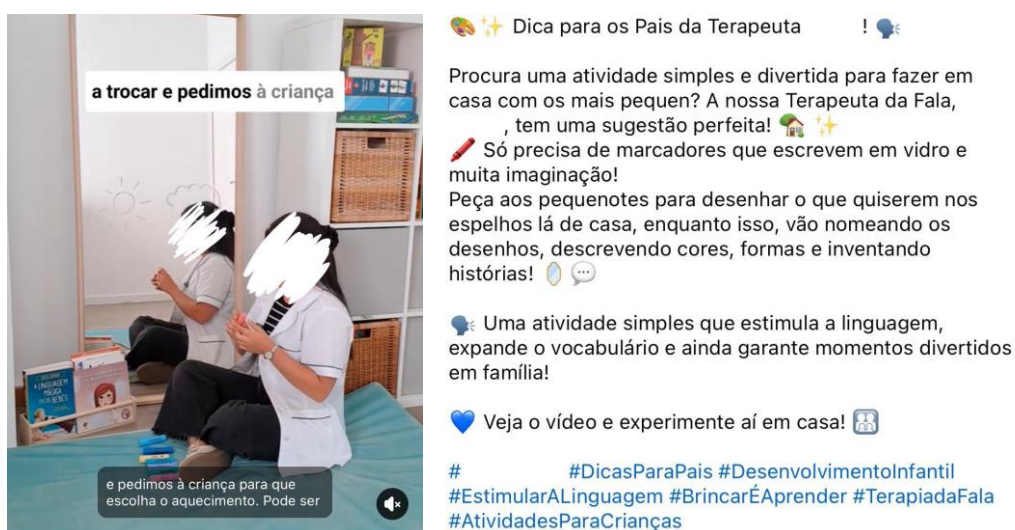 a trocar e pedimos à criança
A LINGUAGEM
MÁGICA
DOS BEBÉS
e pedimos à criança para que
escolha o aquecimento. Pode ser
🎨✨ Dica para os Pais da Terapeuta ! 🗣️
Procura uma atividade simples e divertida para fazer em
casa com os mais pequen? A nossa Terapeuta da Fala,
, tem uma sugestão perfeita! 🏡✨
🖍️ Só precisa de marcadores que escrevem em vidro e
muita imaginação!
Peça aos pequenotes para desenhar o que quiserem nos
espelhos lá de casa, enquanto isso, vão nomeando os
desenhos, descrevendo cores, formas e inventando
histórias! 🪞💬
🗣️ Uma atividade simples que estimula a linguagem,
expande o vocabulário e ainda garante momentos divertidos
em família!
💙 Veja o vídeo e experimente aí em casa! 👨‍👩‍👧‍👦
# #DicasParaPais #DesenvolvimentoInfantil
#EstimularALinguagem #BrincarÉAprender #TerapiadaFala
#AtividadesParaCrianças